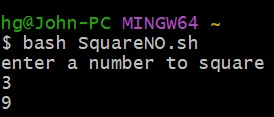 hg@John-PC MINGW64 ~
$ bash SquareNO.sh
enter a number to square
3
9